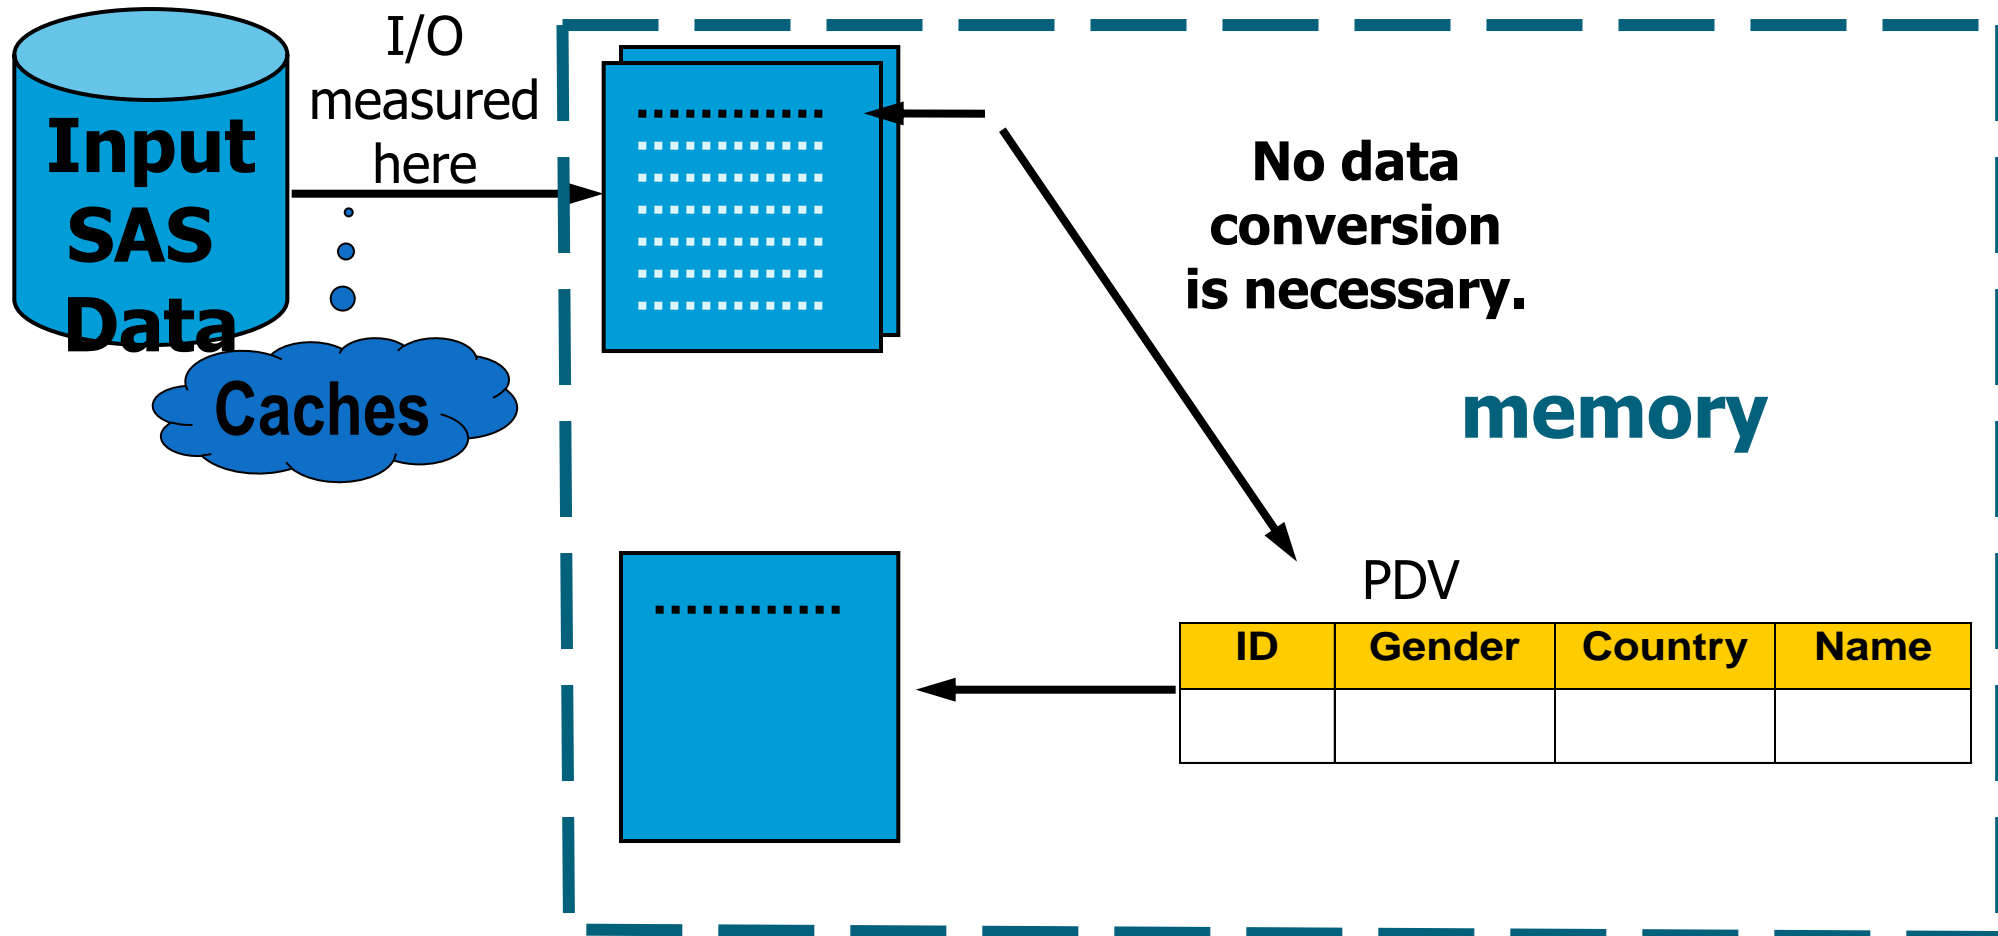 Input
SAS
Data
I/O
measured
here
Caches
No data
conversion
is necessary.
memory
PDV
ID Gender Country Name